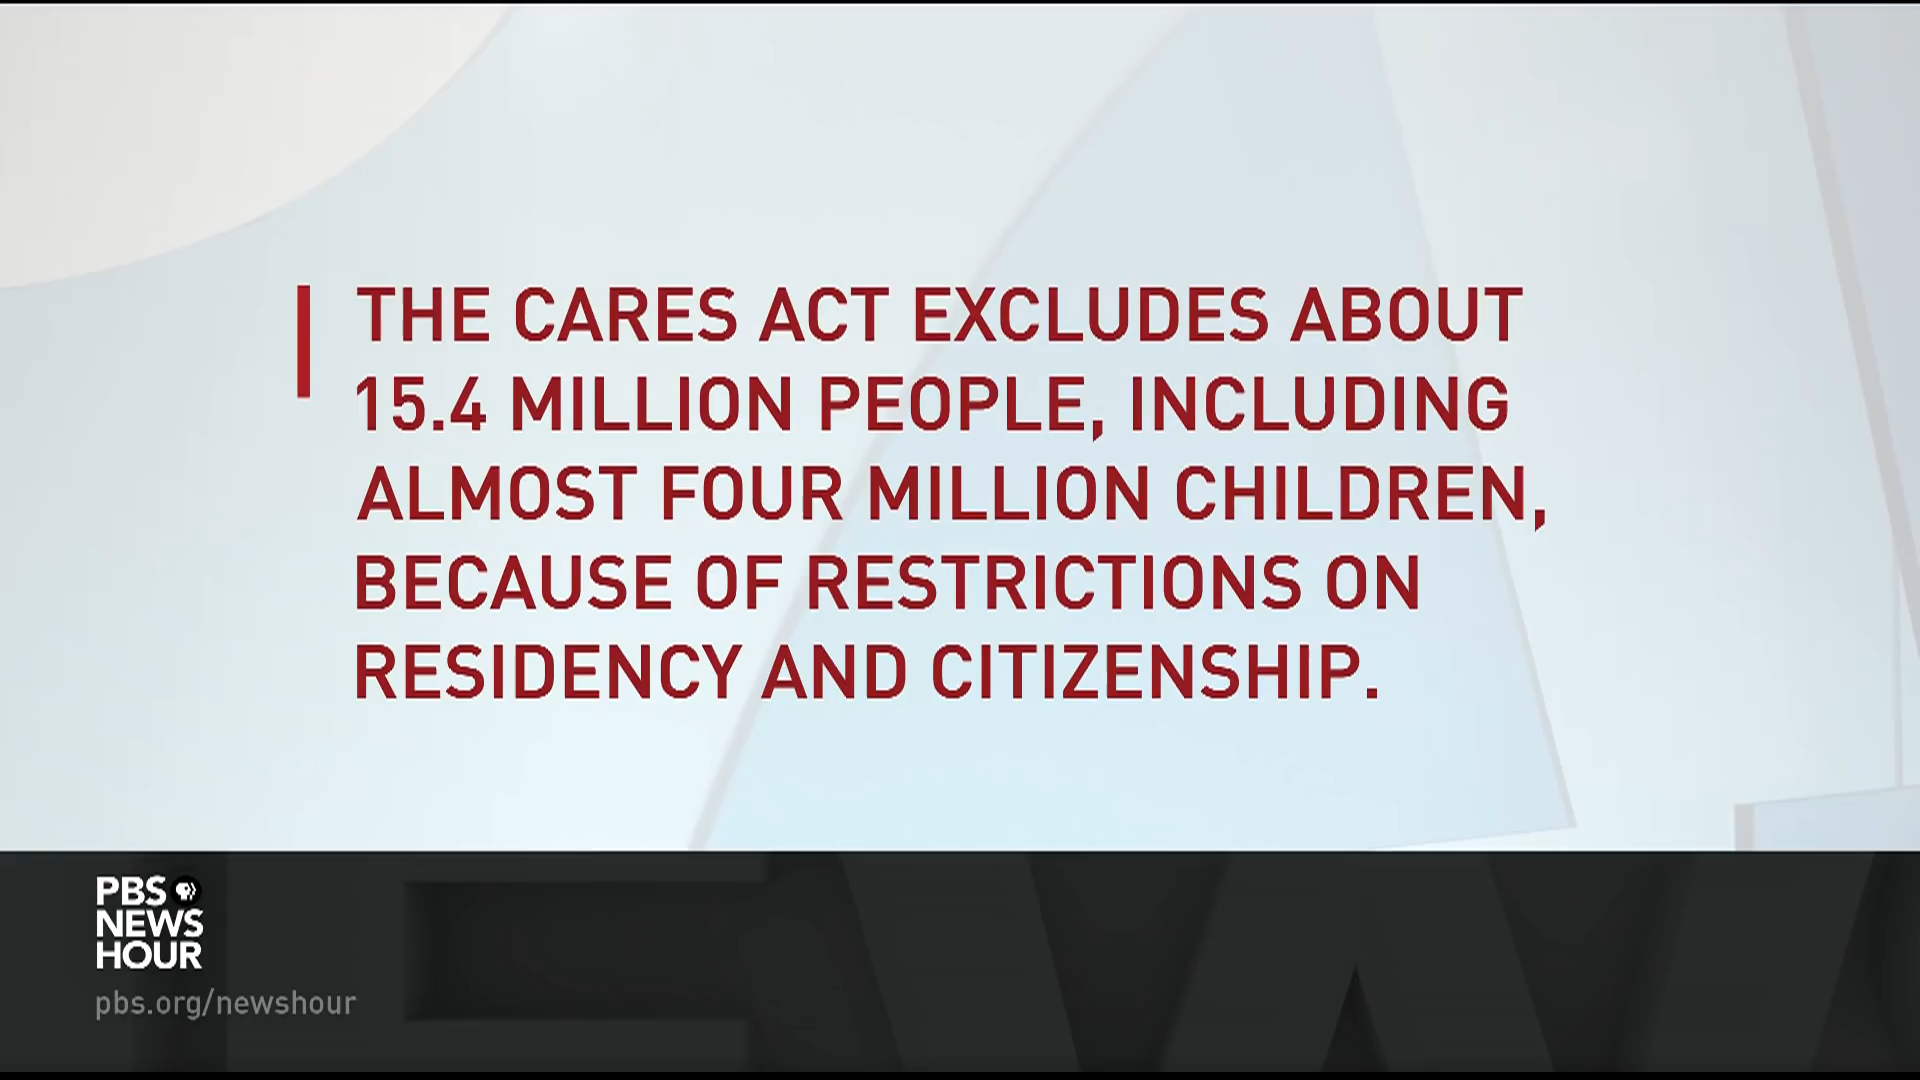 THE CARES ACT EXCLUDES ABOUT
15.4 MILLION PEOPLE, INCLUDING
ALMOST FOUR MILLION CHILDREN,
BECAUSE OF RESTRICTIONS ON
RESIDENCY AND CITIZENSHIP.
PBS
NEWS
HOUR
pbs.org/newshour